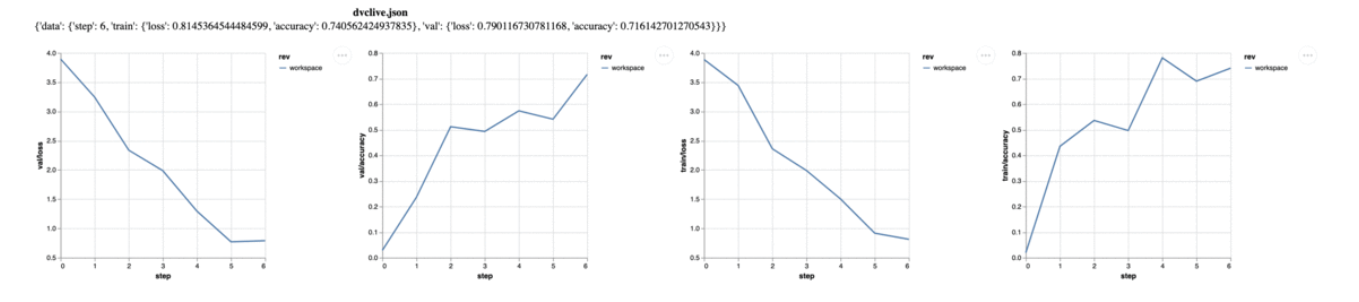 dvclive.json
{'data': {'step': 6, 'train': {'loss': 0.8145364544484599, 'accuracy': 0.740562424937835}, 'val': {'loss': 0.790116730781168, 'accuracy': 0.716142701270543}}}
4.0
3.5
3.0
2.5
2.0
1.5
1.0
0.5
val/loss
0 1 2 3 4 5 6
step
rev
workspace
0.8
0.7
0.6
0.5
0.4
0.3
0.2
0.1
0.0
val/accuracy
0 1 2 3 4 5 6
step
rev
workspace
4.0
3.5
3.0
2.5
2.0
1.5
1.0
0.5
train/loss
0 1 2 3 4 5 6
step
rev
workspace
0.8
0.7
0.6
0.5
0.4
0.3
0.2
0.1
0.0
train/accuracy
0 1 2 3 4 5 6
step
rev
workspace